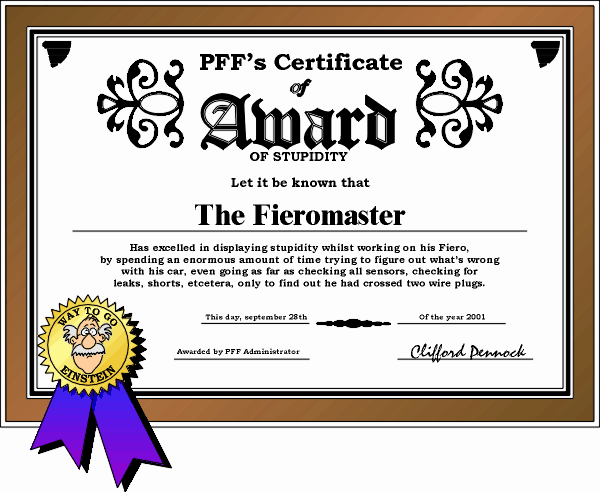 PFF's Certificate
of
Award
OF STUPIDITY
Let it be known that
The Fieromaster
Has excelled in displaying stupidity whilst working on his Fiero,
by spending an enormous amount of time trying to figure out what's wrong
with his car, even going as far as checking all sensors, checking for
leaks, shorts, etcetera, only to find out he had crossed two wire plugs.
This day, september 28th
Of the year 2001
Awarded by PFF Administrator
Clifford Pennock
WAY TO GO
EINSTEIN